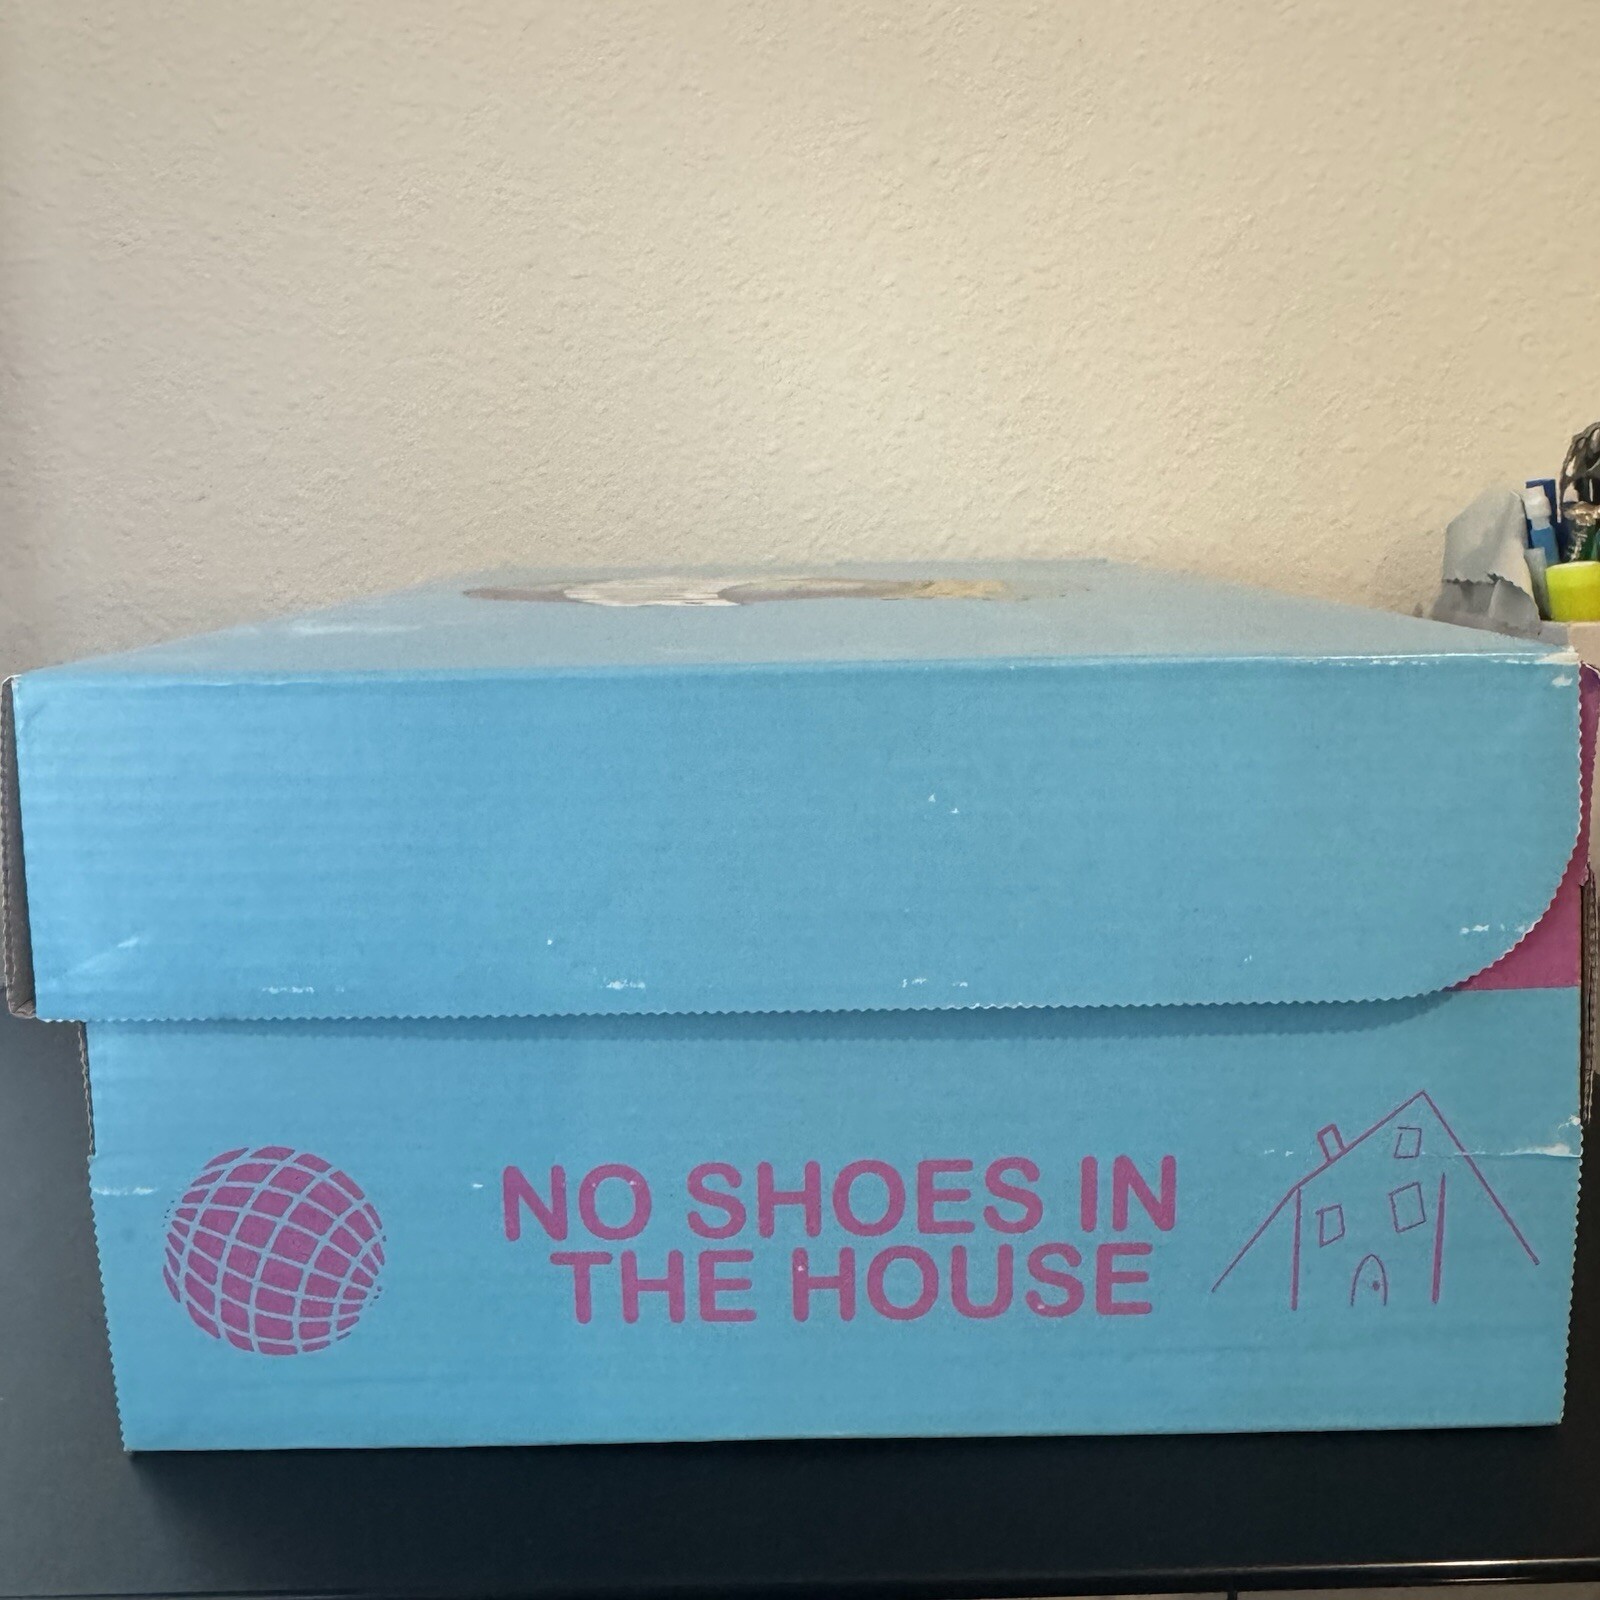 NO SHOES IN
THE HOUSE